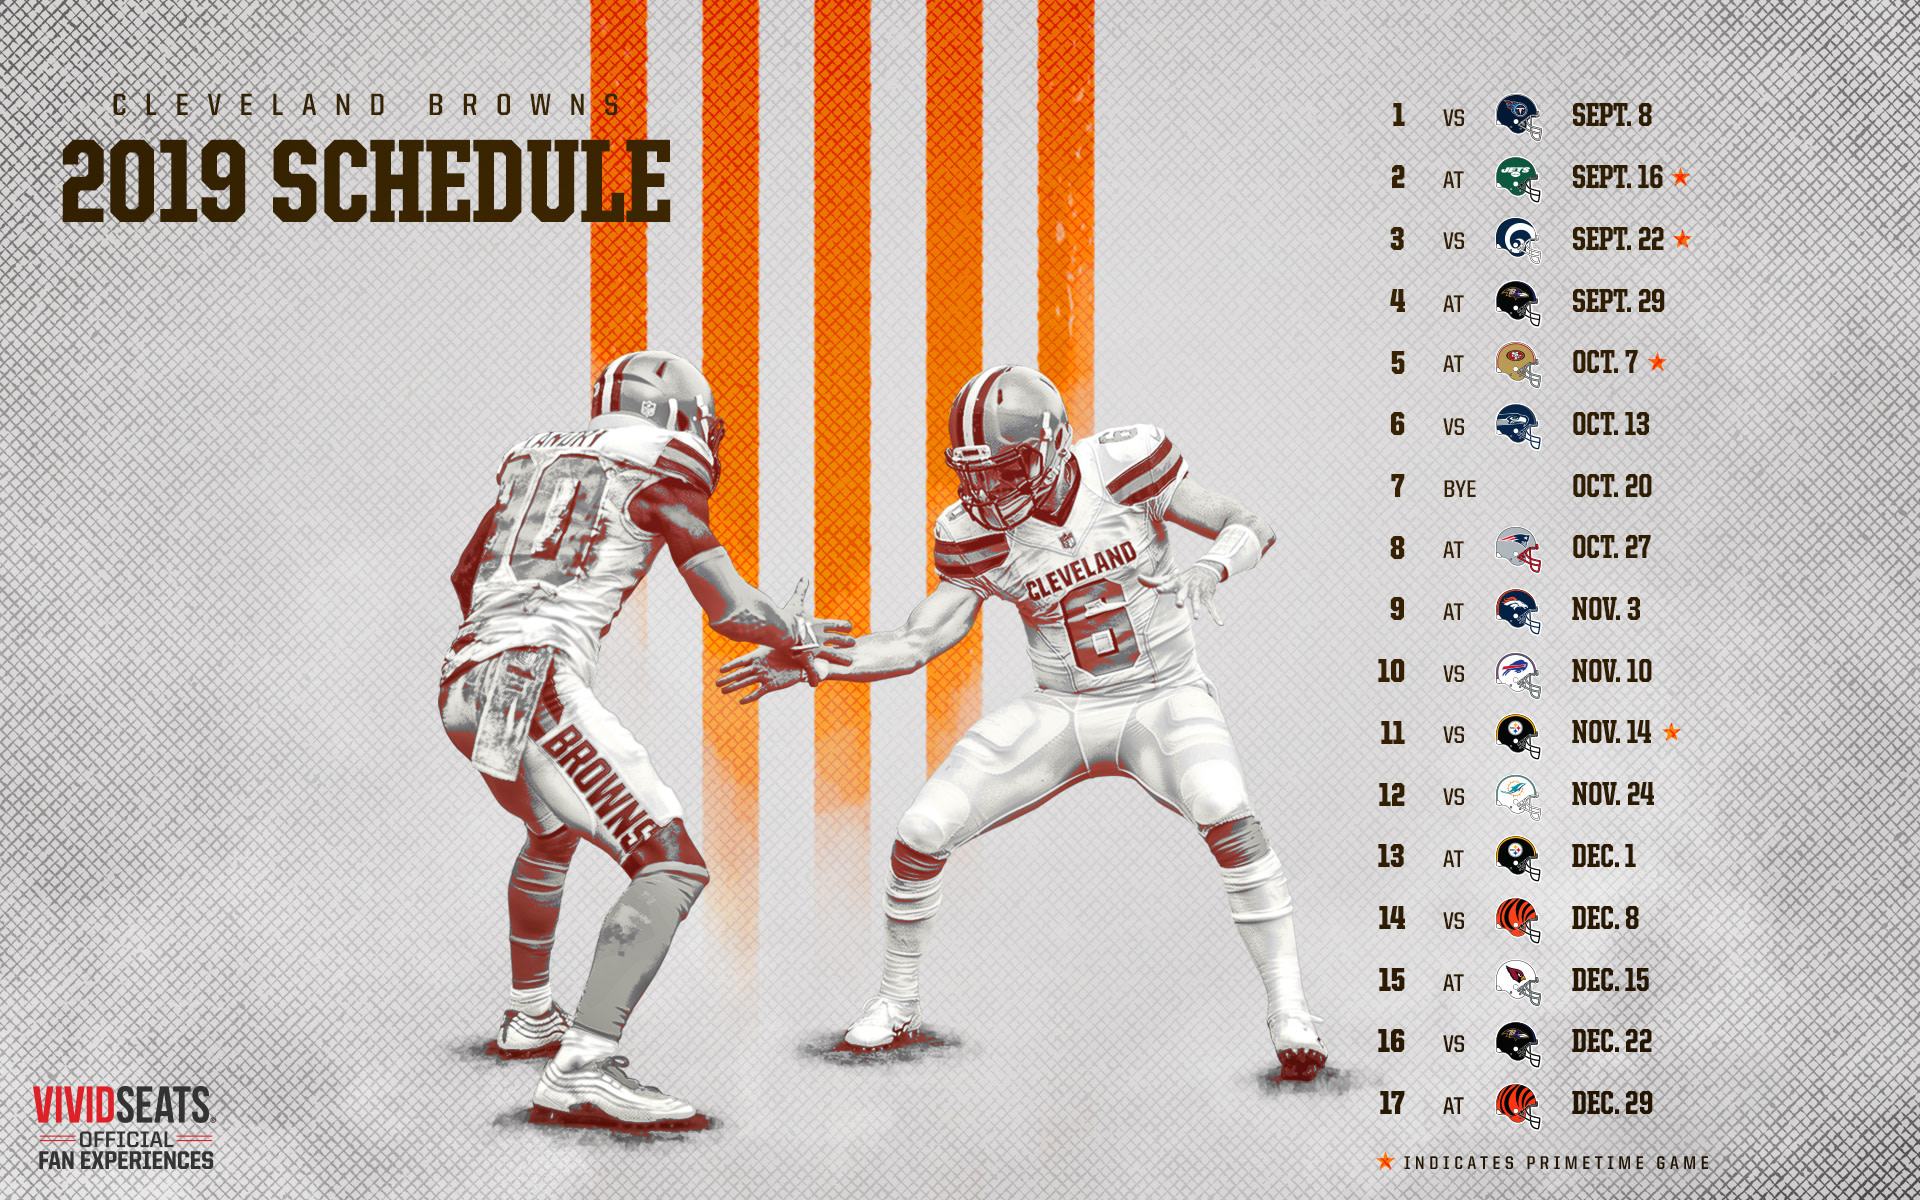 CLEVELAND BROWNS
2019 SCHEDULE
1 VS SEPT. 8
2 AT JETS SEPT. 16
3 VS SEPT. 22
4 AT SEPT. 29
5 AT OCT. 7
6 VS OCT. 13
7 BYE OCT. 20
8 AT OCT. 27
9 AT NOV. 3
10 VS NOV. 10
11 VS NOV. 14
12 VS NOV. 24
13 AT DEC. 1
14 VS DEC. 8
15 AT DEC. 15
16 VS DEC. 22
17 AT DEC. 29
INDICATES PRIMETIME GAME
LANDRY
10
BROWNS
6
CLEVELAND
6
VIVIDSEATS
OFFICIAL
FAN EXPERIENCES